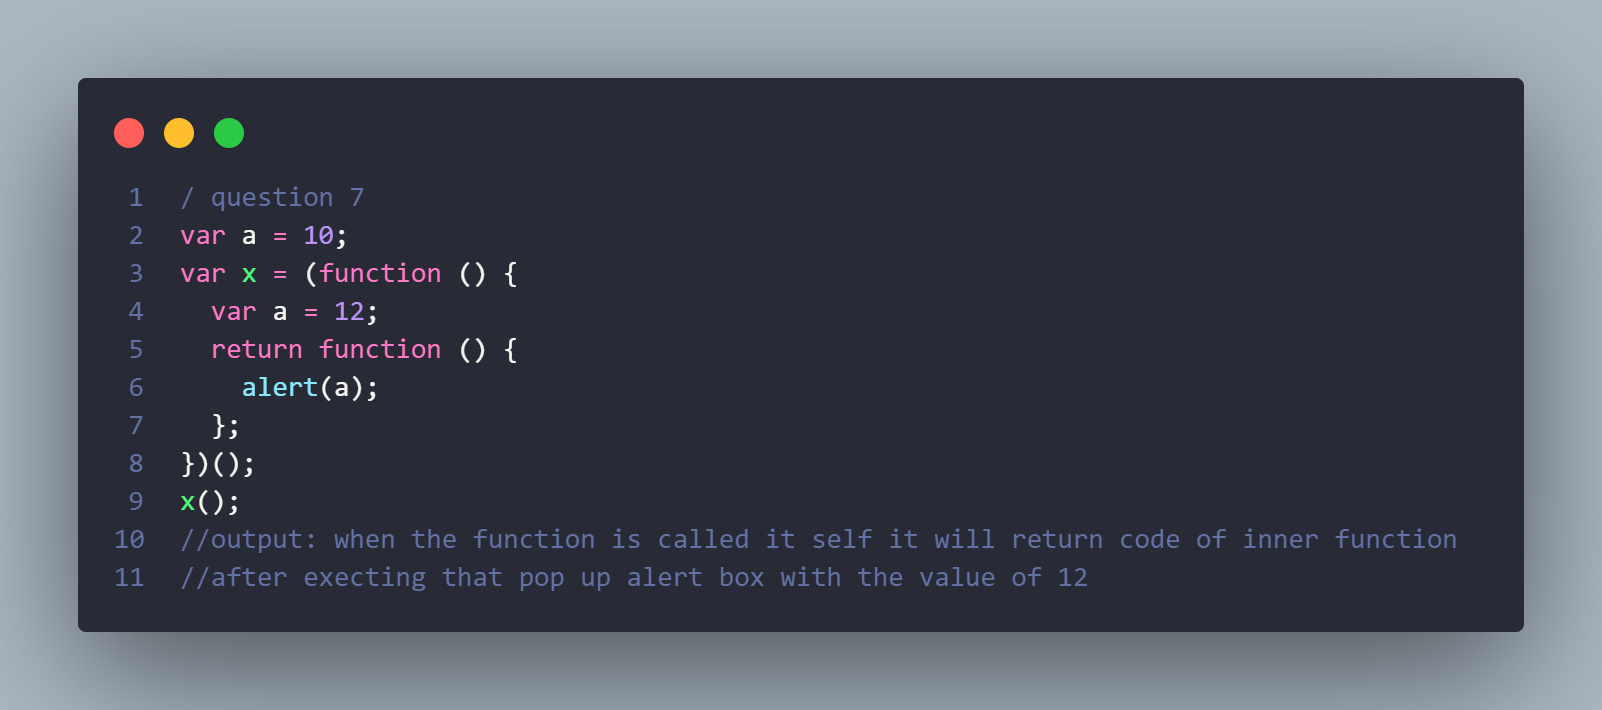 1 / question 7
2 var a = 10;
3 var x = (function () {
4   var a = 12;
5   return function () {
6     alert(a);
7   };
8 })();
9 x();
10 //output: when the function is called it self it will return code of inner function
11 //after execting that pop up alert box with the value of 12